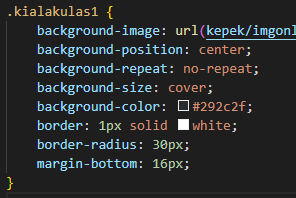 .kialakulas1 {
background-image: url(kepek/imgonl
background-position: center;
background-repeat: no-repeat;
background-size: cover;
background-color: #292c2f;
border: 1px solid white;
border-radius: 30px;
margin-bottom: 16px;
}